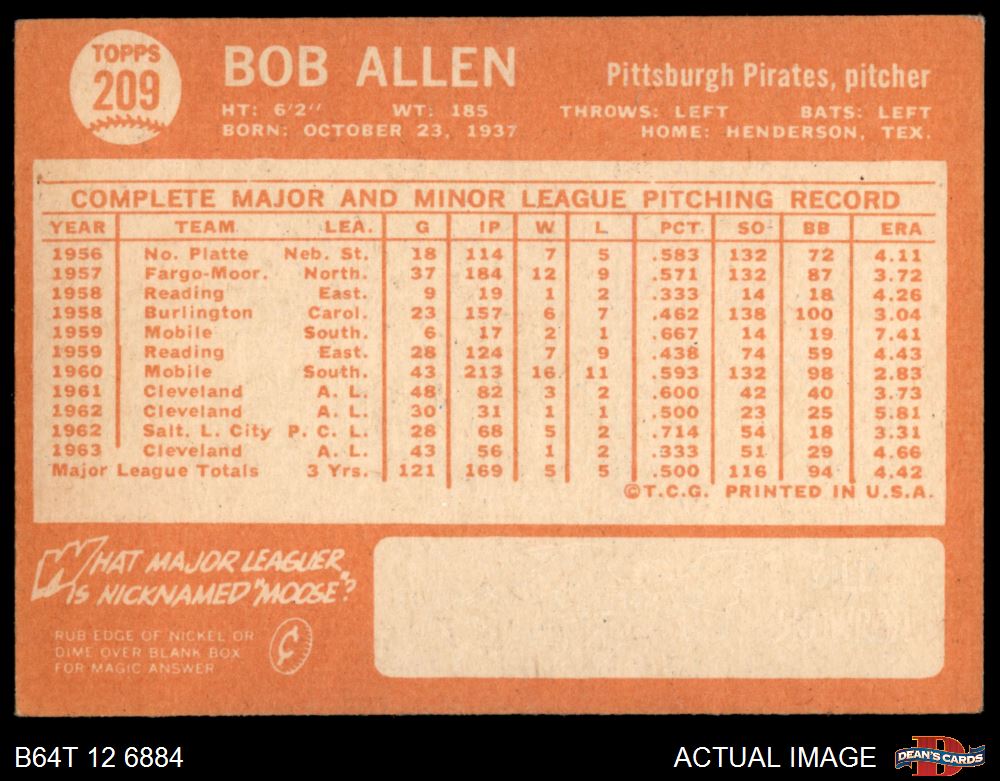 TOPPS
209
BOB ALLEN
Pittsburgh Pirates, pitcher
HT: 6'2" WT: 185 THROWS: LEFT BATS: LEFT
BORN: OCTOBER 23, 1937 HOME: HENDERSON, TEX.
COMPLETE MAJOR AND MINOR LEAGUE PITCHING RECORD
YEAR TEAM LEA. G IP W L PCT. SO BB ERA
1956 No. Platte Neb. St. 18 114 7 5 .583 132 72 4.11
1957 Fargo-Moor. North. 37 184 12 9 .571 132 87 3.72
1958 Reading East. 9 19 1 2 .333 14 18 4.26
1958 Burlington Carol. 23 157 6 7 .462 138 100 3.04
1959 Mobile South. 6 17 2 1 .667 14 19 7.41
1959 Reading East. 28 124 7 9 .438 74 59 4.43
1960 Mobile South. 43 213 16 11 .593 132 98 2.83
1961 Cleveland A. L. 48 82 3 2 .600 42 40 3.73
1962 Cleveland A. L. 30 31 1 1 .500 23 25 5.81
1962 Salt. L. City P. C. L. 28 68 5 2 .714 54 18 3.31
1963 Cleveland A. L. 43 56 1 2 .333 51 29 4.66
Major League Totals 3 Yrs. 121 169 5 5 .500 116 94 4.42
©T.C.G. PRINTED IN U.S.A.
WHAT MAJOR LEAGUER
IS NICKNAMED "MOOSE"?
RUB EDGE OF NICKEL OR
DIME OVER BLANK BOX
FOR MAGIC ANSWER
¢
B64T 12 6884
ACTUAL IMAGE
D
DEAN'S CARDS